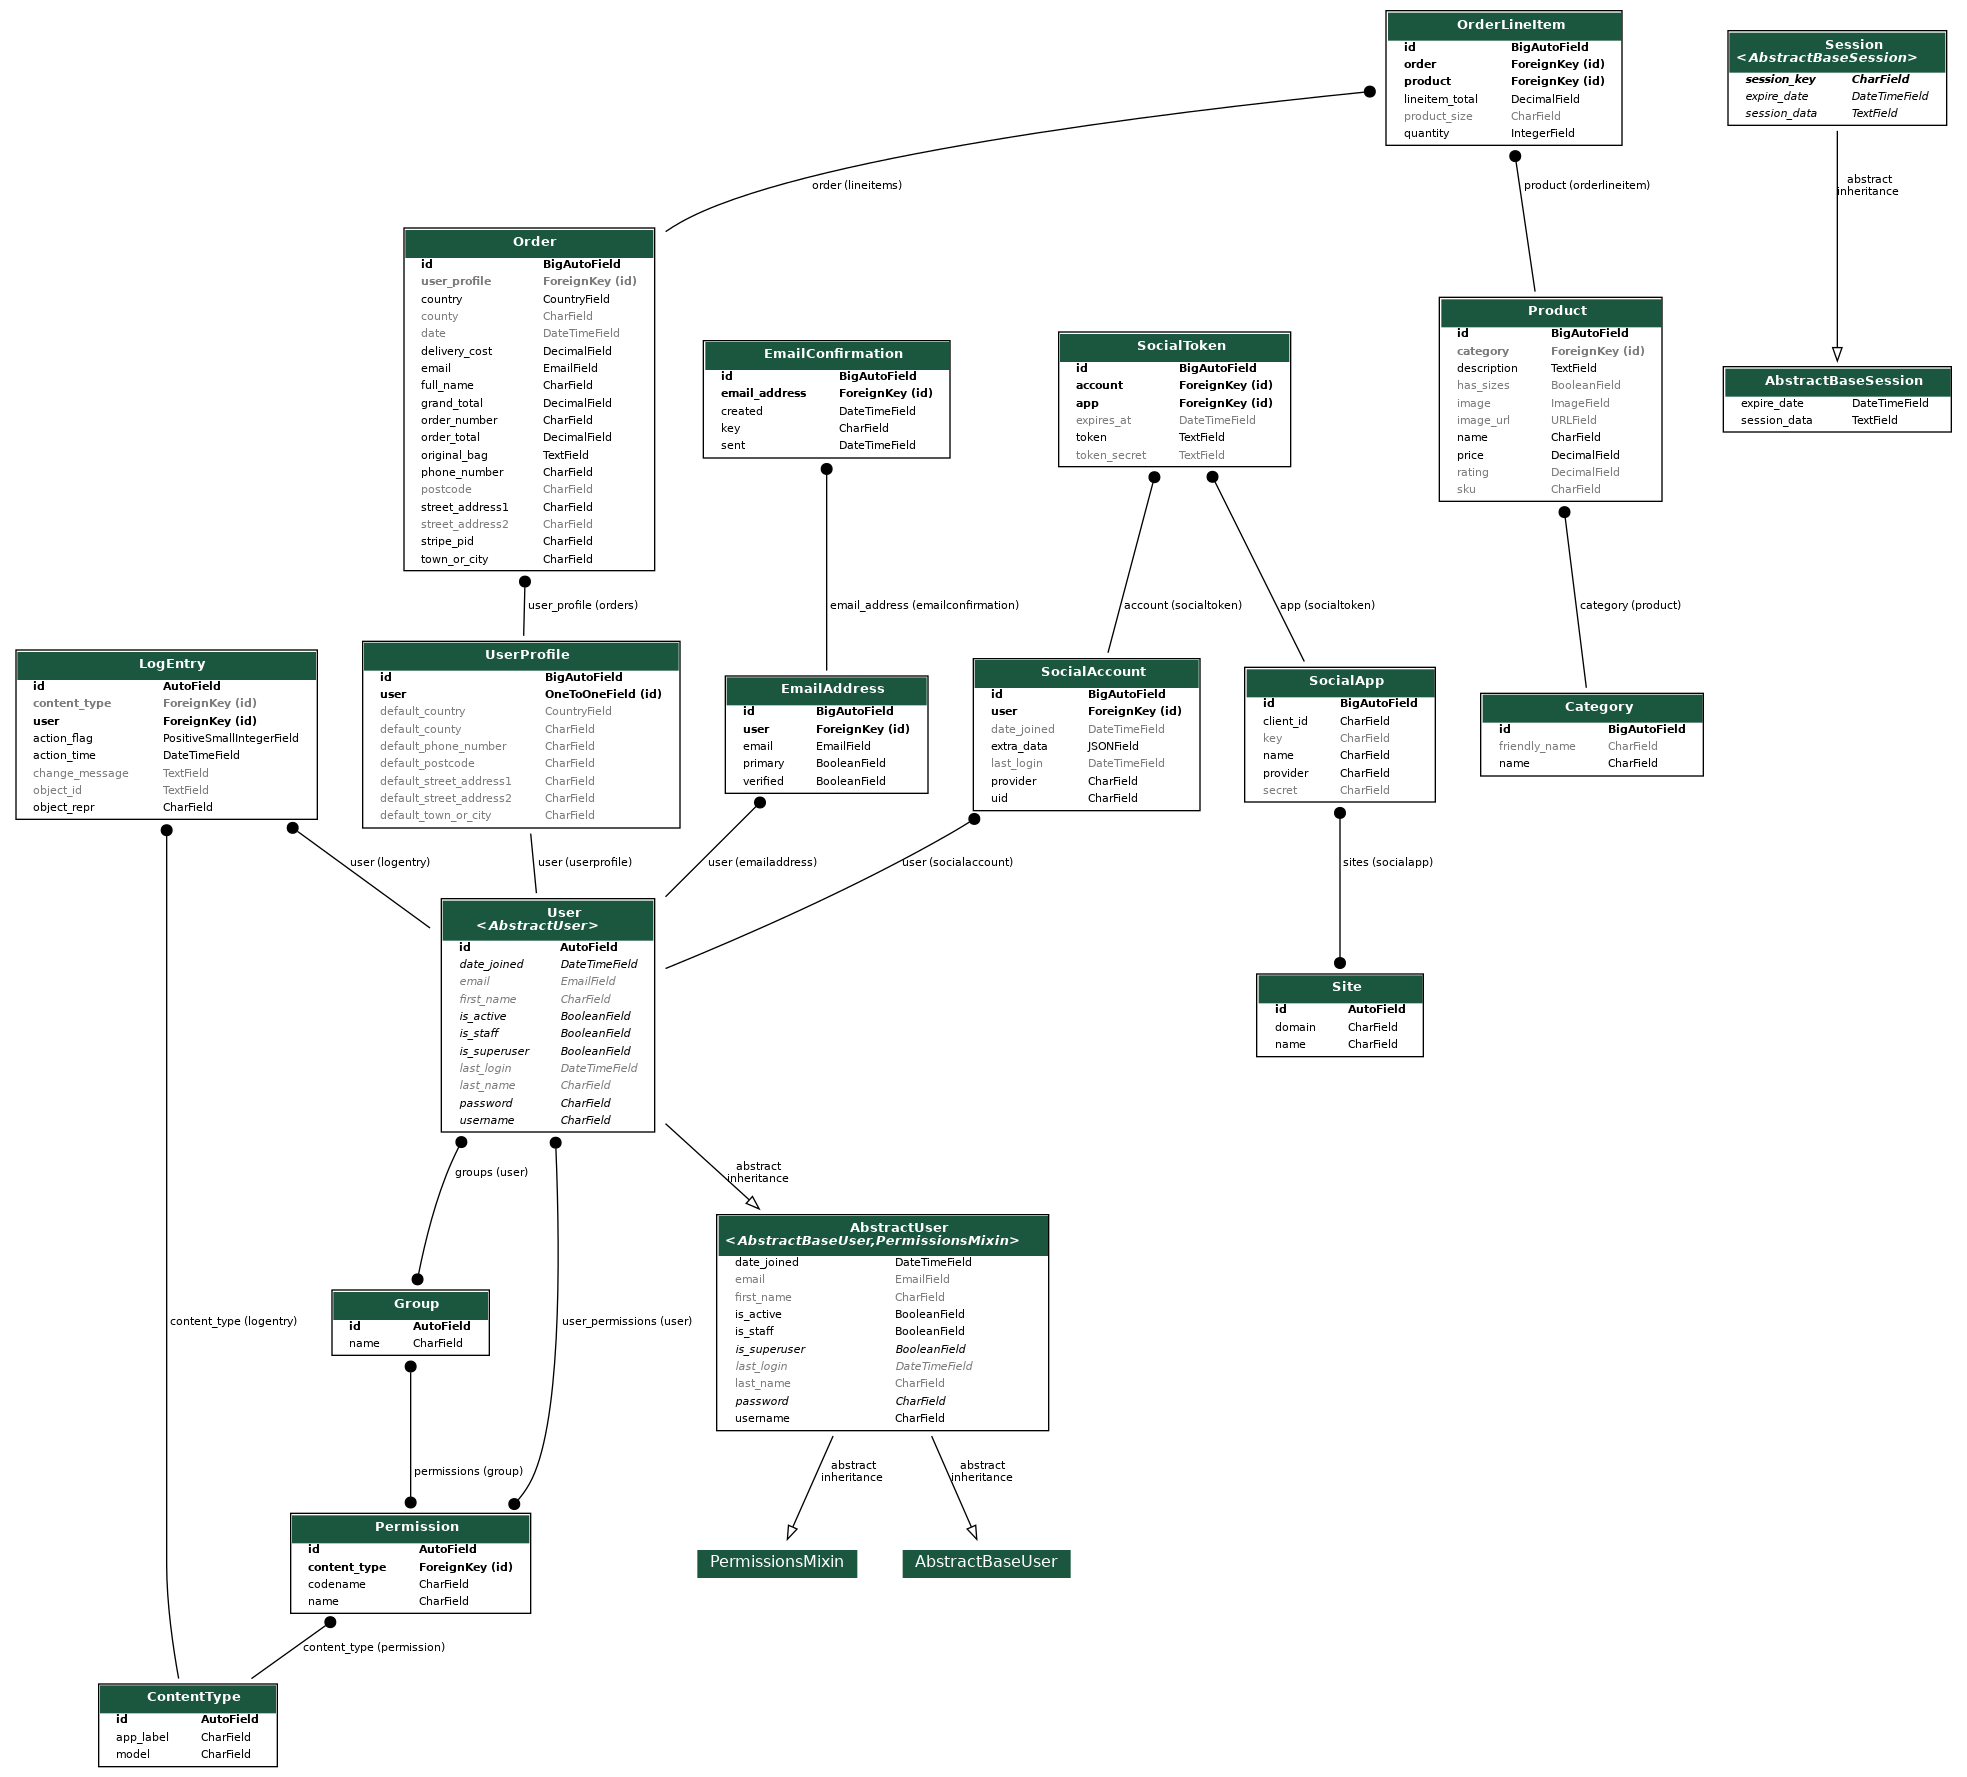 OrderLineItem
id BigAutoField
order ForeignKey (id)
product ForeignKey (id)
lineitem_total DecimalField
product_size CharField
quantity IntegerField
Session
<AbstractBaseSession>
session_key CharField
expire_date DateTimeField
session_data TextField
order (lineitems)
product (orderlineitem)
abstract
inheritance
Order
id BigAutoField
user_profile ForeignKey (id)
country CountryField
county CharField
date DateTimeField
delivery_cost DecimalField
email EmailField
full_name CharField
grand_total DecimalField
order_number CharField
order_total DecimalField
original_bag TextField
phone_number CharField
postcode CharField
street_address1 CharField
street_address2 CharField
stripe_pid CharField
town_or_city CharField
EmailConfirmation
id BigAutoField
email_address ForeignKey (id)
created DateTimeField
key CharField
sent DateTimeField
SocialToken
id BigAutoField
account ForeignKey (id)
app ForeignKey (id)
expires_at DateTimeField
token TextField
token_secret TextField
Product
id BigAutoField
category ForeignKey (id)
description TextField
has_sizes BooleanField
image ImageField
image_url URLField
name CharField
price DecimalField
rating DecimalField
sku CharField
AbstractBaseSession
expire_date DateTimeField
session_data TextField
user_profile (orders)
email_address (emailconfirmation)
account (socialtoken)
app (socialtoken)
category (product)
LogEntry
id AutoField
content_type ForeignKey (id)
user ForeignKey (id)
action_flag PositiveSmallIntegerField
action_time DateTimeField
change_message TextField
object_id TextField
object_repr CharField
UserProfile
id BigAutoField
user OneToOneField (id)
default_country CountryField
default_county CharField
default_phone_number CharField
default_postcode CharField
default_street_address1 CharField
default_street_address2 CharField
default_town_or_city CharField
EmailAddress
id BigAutoField
user ForeignKey (id)
email EmailField
primary BooleanField
verified BooleanField
SocialAccount
id BigAutoField
user ForeignKey (id)
date_joined DateTimeField
extra_data JSONField
last_login DateTimeField
provider CharField
uid CharField
SocialApp
id BigAutoField
client_id CharField
key CharField
name CharField
provider CharField
secret CharField
Category
id BigAutoField
friendly_name CharField
name CharField
user (logentry)
user (userprofile)
user (emailaddress)
user (socialaccount)
sites (socialapp)
User
<AbstractUser>
id AutoField
date_joined DateTimeField
email EmailField
first_name CharField
is_active BooleanField
is_staff BooleanField
is_superuser BooleanField
last_login DateTimeField
last_name CharField
password CharField
username CharField
Site
id AutoField
domain CharField
name CharField
groups (user)
abstract
inheritance
AbstractUser
<AbstractBaseUser,PermissionsMixin>
date_joined DateTimeField
email EmailField
first_name CharField
is_active BooleanField
is_staff BooleanField
is_superuser BooleanField
last_login DateTimeField
last_name CharField
password CharField
username CharField
Group
id AutoField
name CharField
content_type (logentry)
user_permissions (user)
permissions (group)
abstract
inheritance
abstract
inheritance
Permission
id AutoField
content_type ForeignKey (id)
codename CharField
name CharField
PermissionsMixin
AbstractBaseUser
content_type (permission)
ContentType
id AutoField
app_label CharField
model CharField